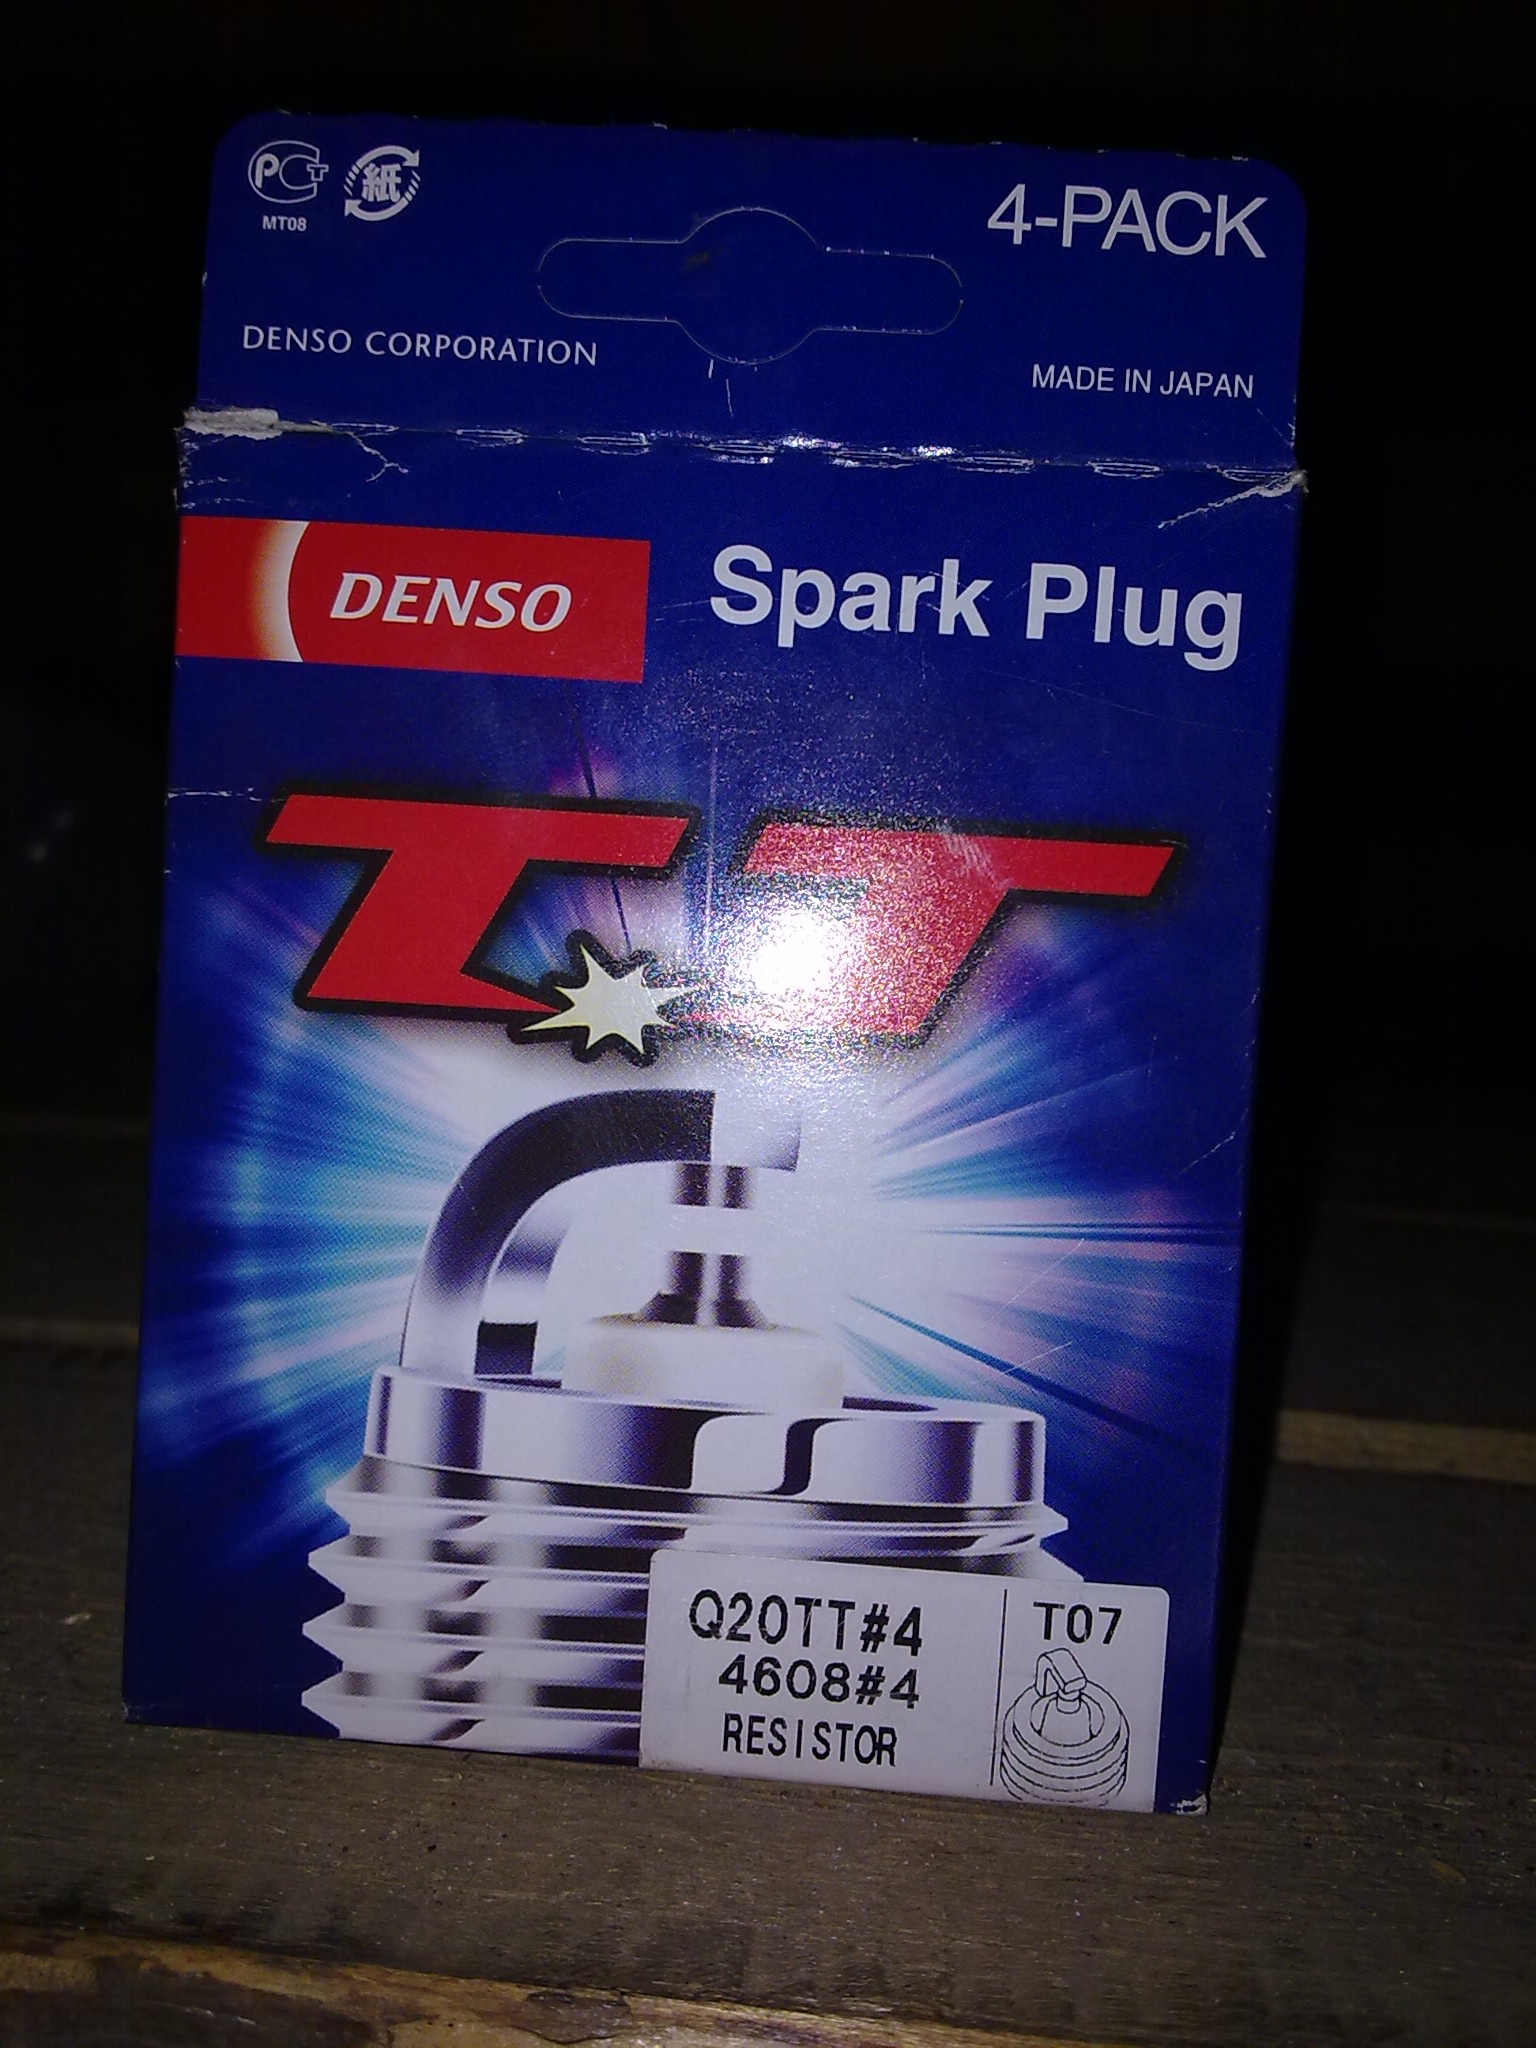 PCT
MT08
紙
4-PACK
DENSO CORPORATION
MADE IN JAPAN
DENSO
Spark Plug
TT
Q20TT#4
4608#4
RESISTOR
T07